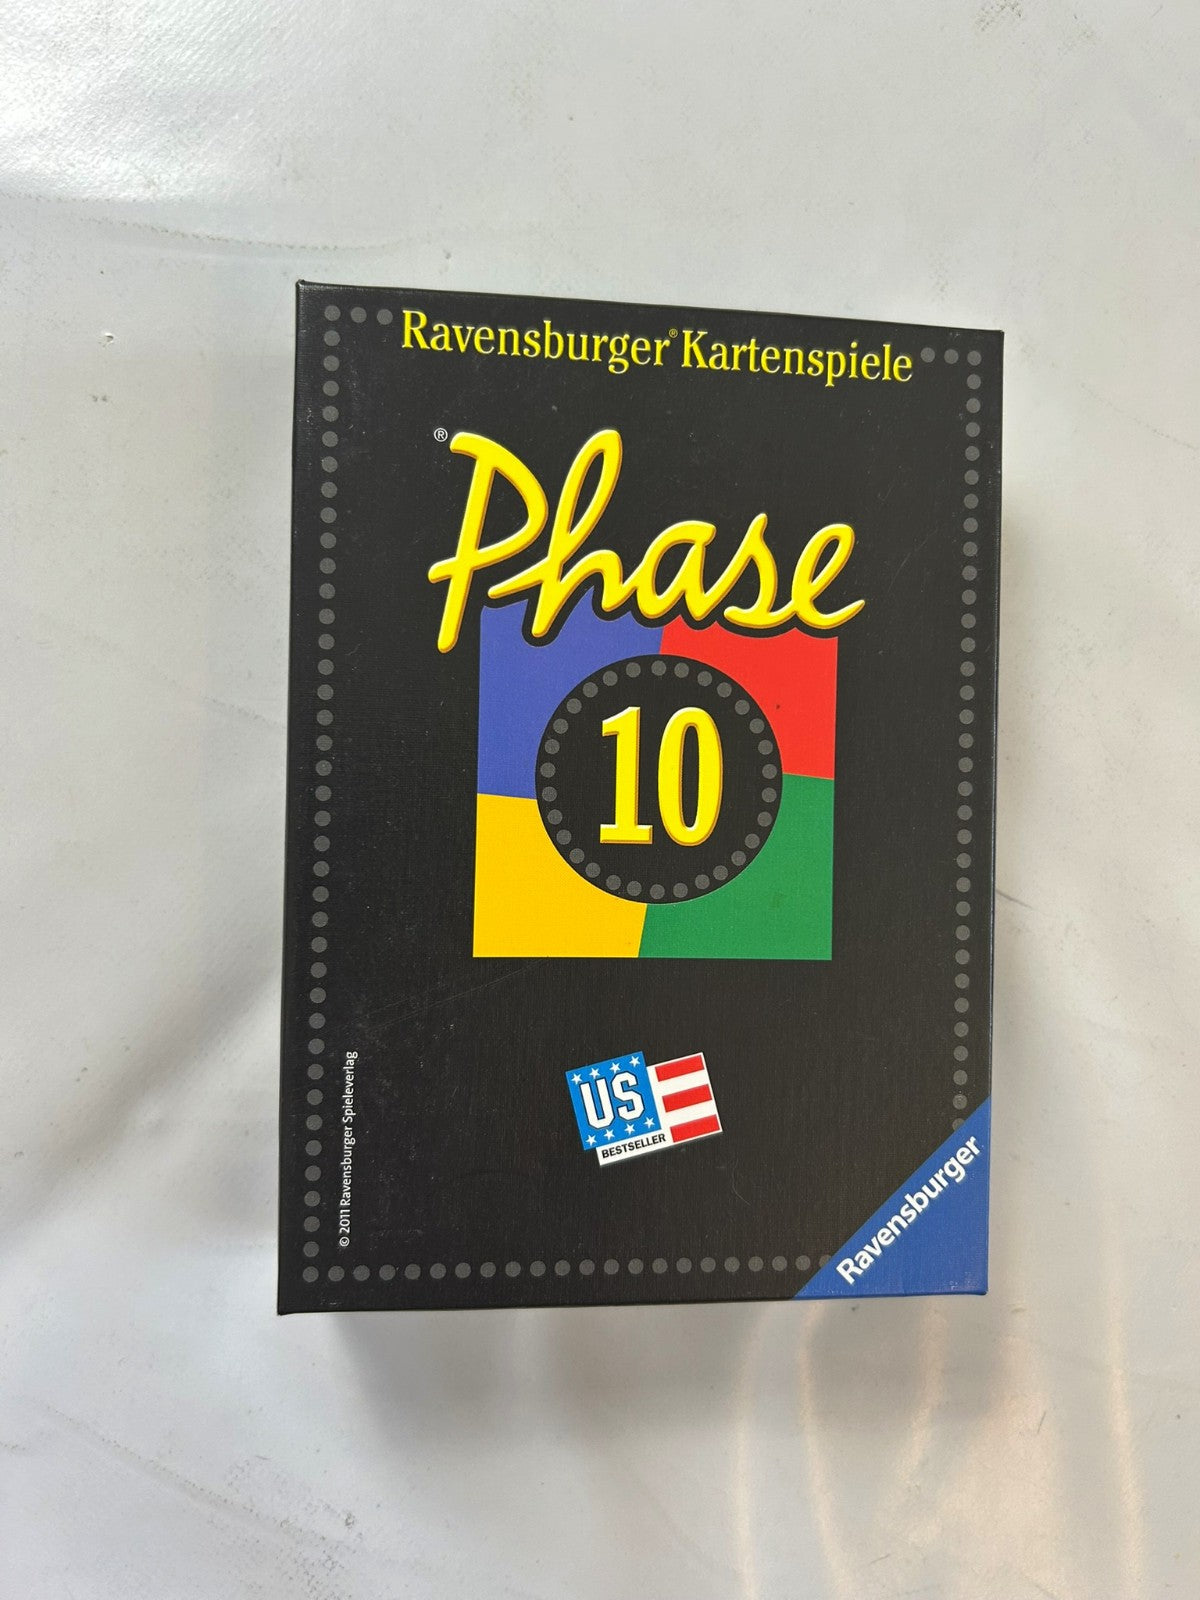 Ravensburger® Kartenspiele
® Phase
10
US
BESTSELLER
© 2011 Ravensburger Spieleverlag
Ravensburger